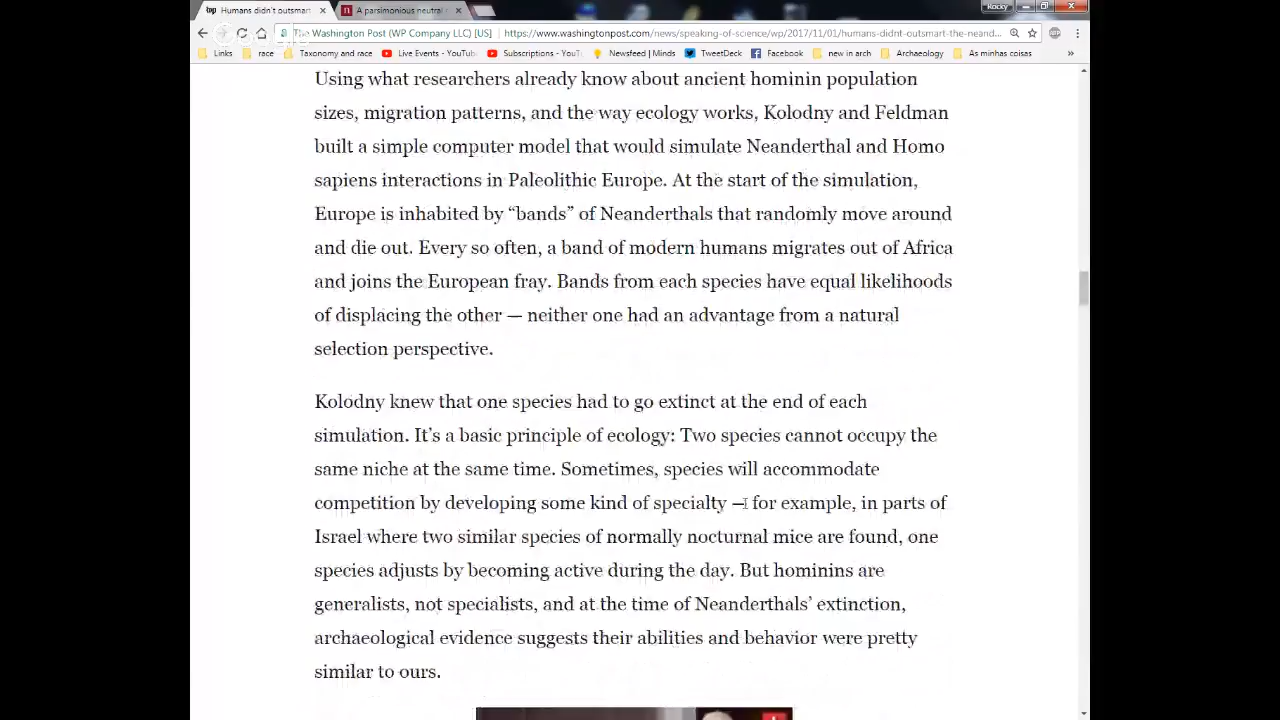 Humans didn't outsmart
A parsimonious neutral
Rocky
The Washington Post (WP Company LLC) [US]
https://www.washingtonpost.com/news/speaking-of-science/wp/2017/11/01/humans-didnt-outsmart-the-neand
Links
race
Taxonomy and race
Live Events - YouTub
Subscriptions - YouT
Newsfeed | Minds
TweetDeck
Facebook
new in arch
Archaeology
As minhas coisas
Using what researchers already know about ancient hominin population
sizes, migration patterns, and the way ecology works, Kolodny and Feldman
built a simple computer model that would simulate Neanderthal and Homo
sapiens interactions in Paleolithic Europe. At the start of the simulation,
Europe is inhabited by “bands” of Neanderthals that randomly move around
and die out. Every so often, a band of modern humans migrates out of Africa
and joins the European fray. Bands from each species have equal likelihoods
of displacing the other — neither one had an advantage from a natural
selection perspective.
Kolodny knew that one species had to go extinct at the end of each
simulation. It’s a basic principle of ecology: Two species cannot occupy the
same niche at the same time. Sometimes, species will accommodate
competition by developing some kind of specialty — for example, in parts of
Israel where two similar species of normally nocturnal mice are found, one
species adjusts by becoming active during the day. But hominins are
generalists, not specialists, and at the time of Neanderthals’ extinction,
archaeological evidence suggests their abilities and behavior were pretty
similar to ours.